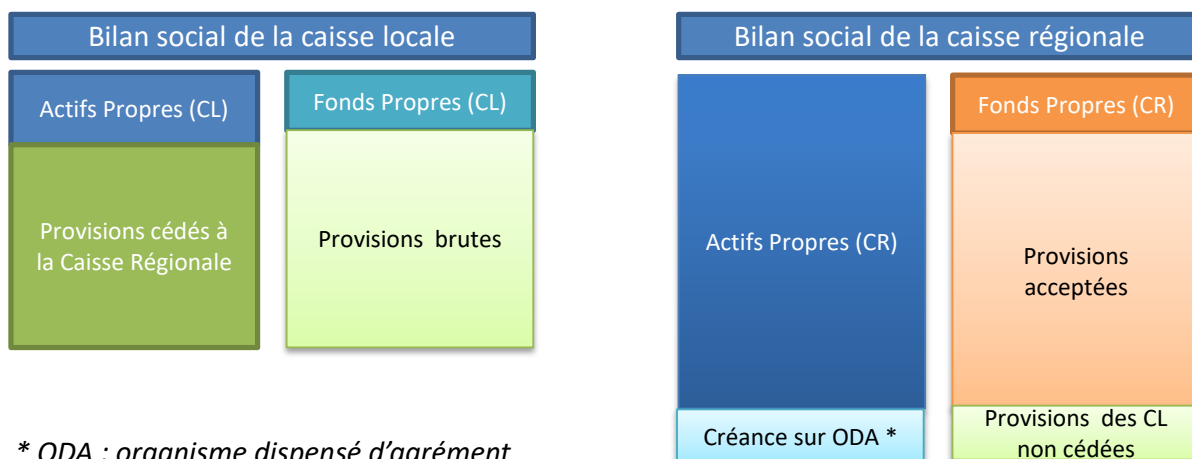 Bilan social de la caisse locale
Actifs Propres (CL)
Fonds Propres (CL)
Provisions cédés à
la Caisse Régionale
Provisions brutes
* ODA : organisme dispensé d'agrément
Bilan social de la caisse régionale
Actifs Propres (CR)
Fonds Propres (CR)
Provisions
acceptées
Créance sur ODA *
Provisions des CL
non cédées